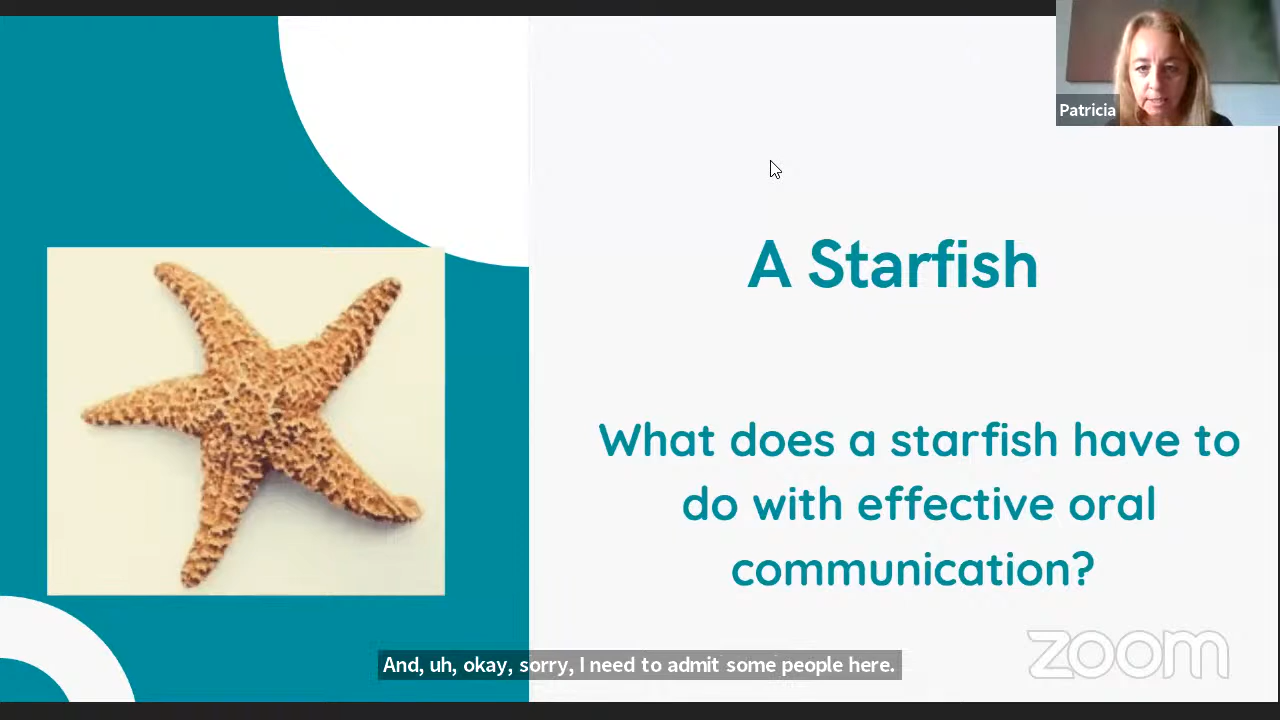 Patricia
A Starfish
What does a starfish have to
do with effective oral
communication?
zoom
And, uh, okay, sorry, I need to admit some people here.